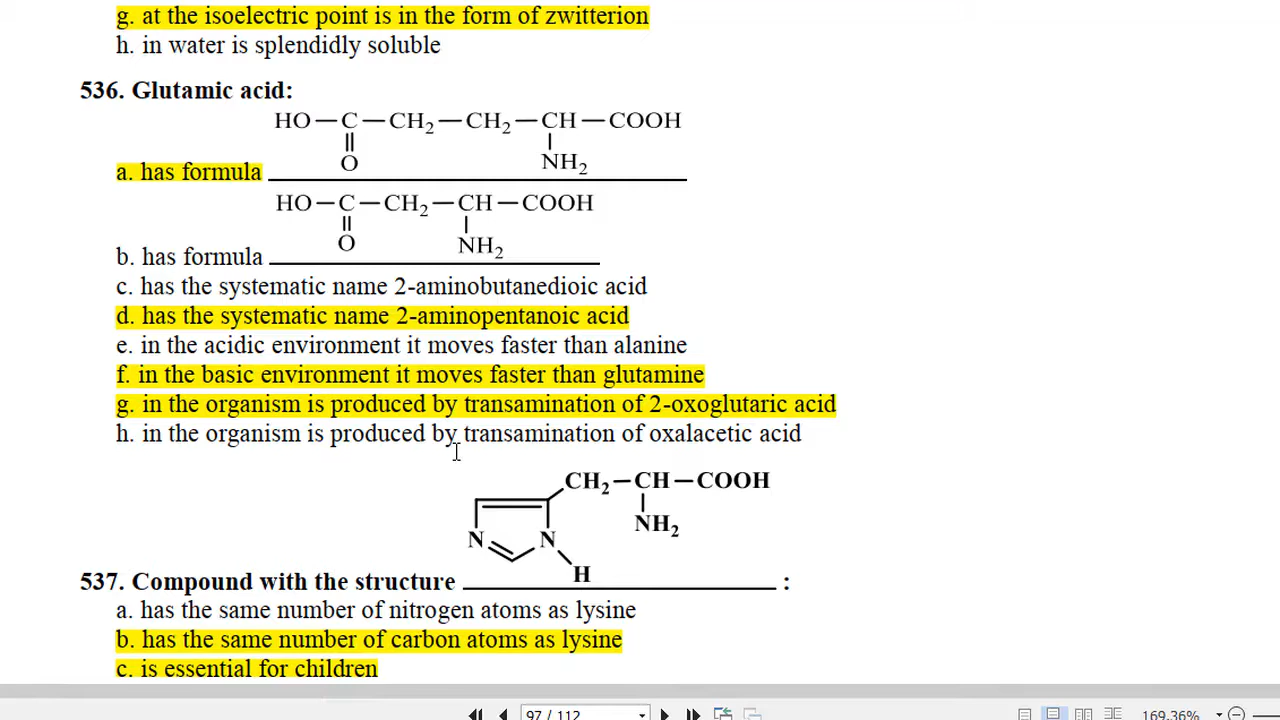 g. at the isoelectric point is in the form of zwitterion
h. in water is splendidly soluble
536. Glutamic acid:
HO—C—CH₂—CH₂—CH—COOH
O NH₂
a. has formula
HO—C—CH₂—CH—COOH
O NH₂
b. has formula
c. has the systematic name 2-aminobutanedioic acid
d. has the systematic name 2-aminopentanoic acid
e. in the acidic environment it moves faster than alanine
f. in the basic environment it moves faster than glutamine
g. in the organism is produced by transamination of 2-oxoglutaric acid
h. in the organism is produced by transamination of oxalacetic acid
CH₂—CH—COOH
NH₂
N N
H
537. Compound with the structure :
a. has the same number of nitrogen atoms as lysine
b. has the same number of carbon atoms as lysine
c. is essential for children
97 / 112 169.36%